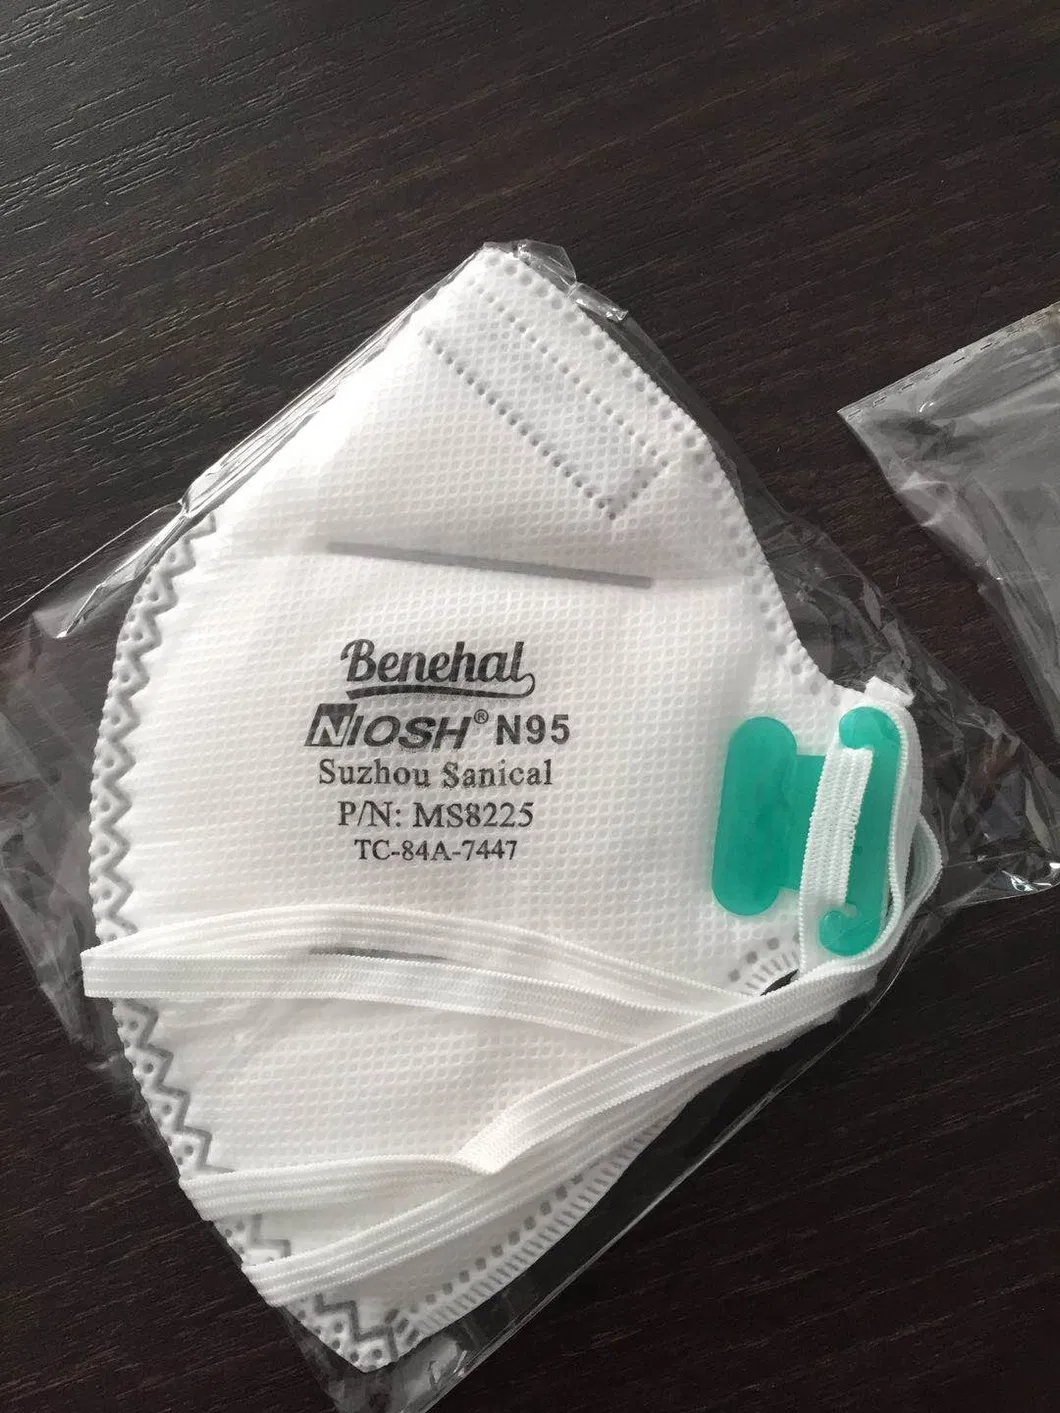 Benehal
NIOSH® N95
Suzhou Sanical
P/N: MS8225
TC-84A-7447